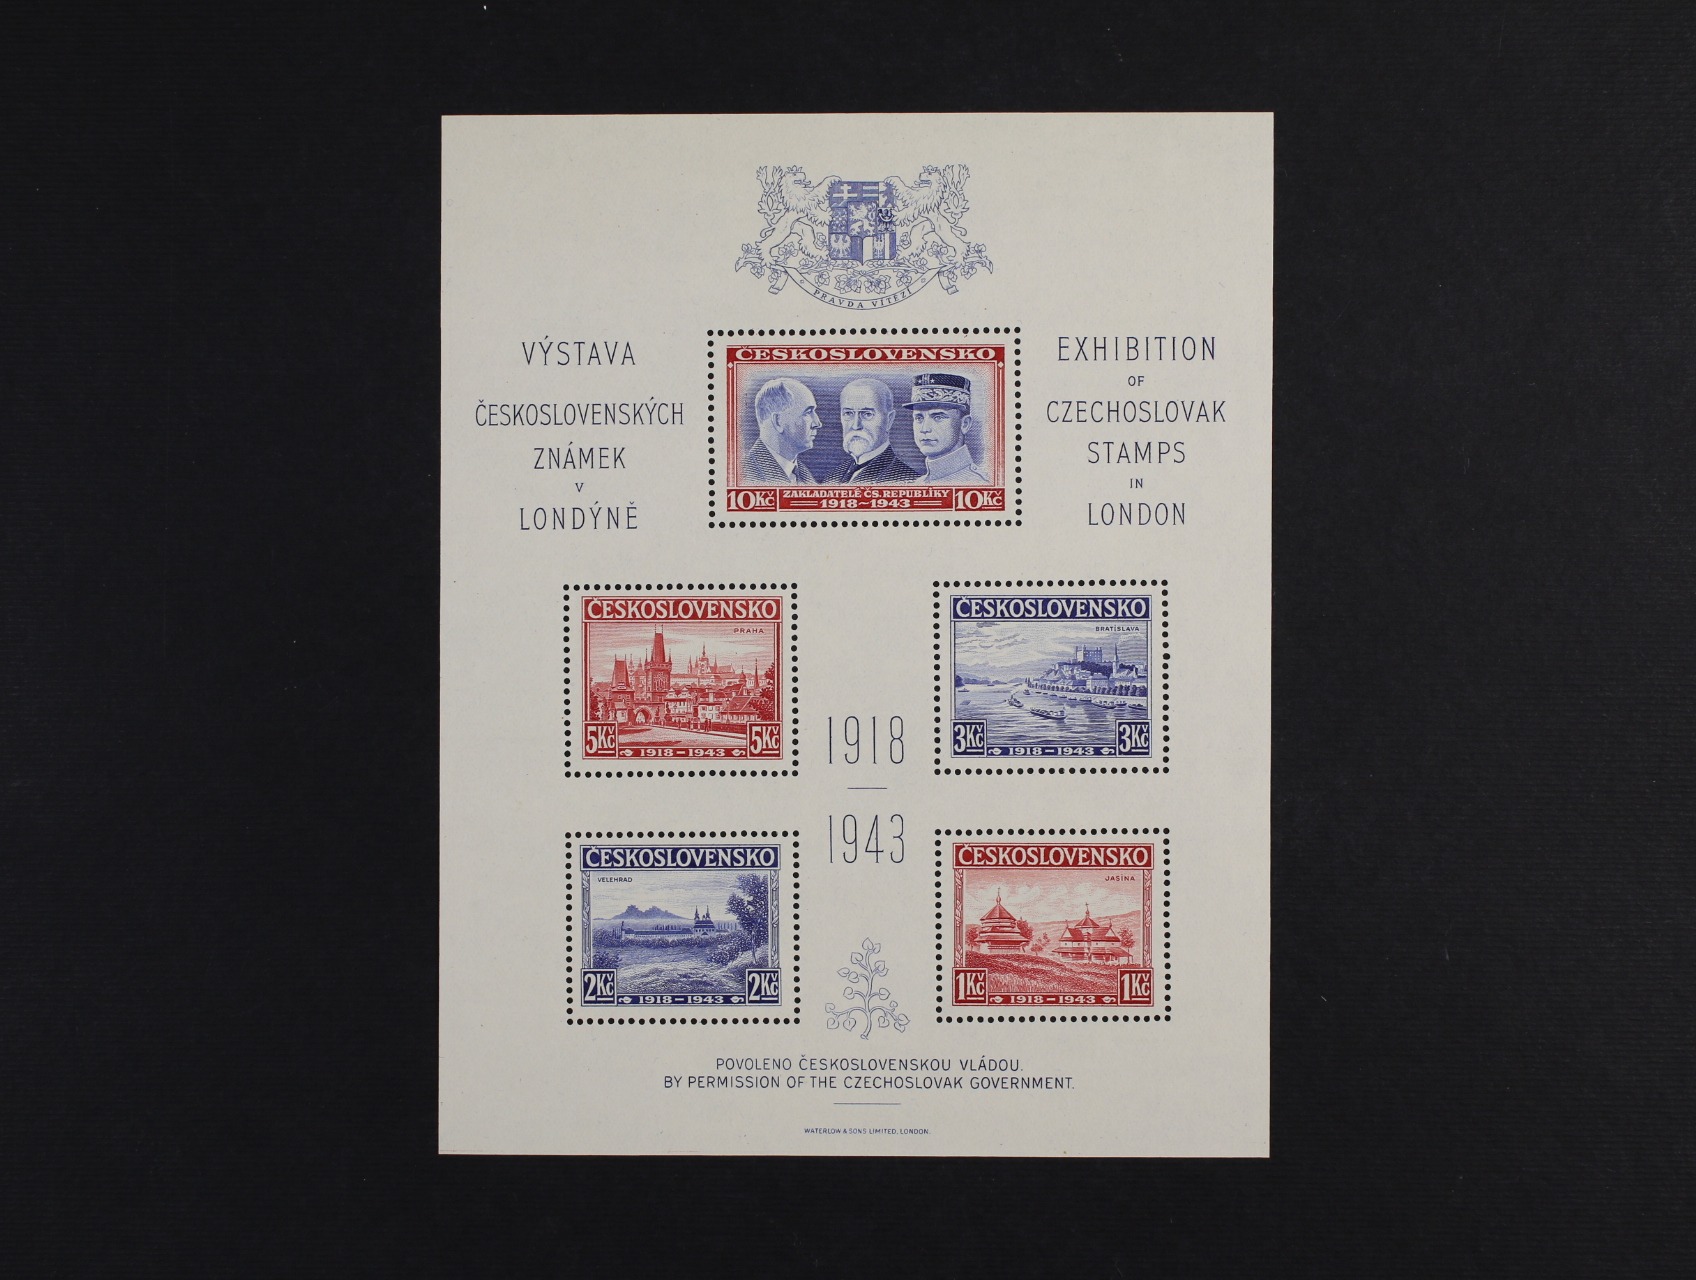 PRAVDA VÍTĚZÍ
VÝSTAVA
ČESKOSLOVENSKÝCH
ZNÁMEK
V
LONDÝNĚ
ČESKOSLOVENSKO
10Kč
ZAKLADATELÉ ČS. REPUBLIKY
1918~1943
10Kč
EXHIBITION
OF
CZECHOSLOVAK
STAMPS
IN
LONDON
ČESKOSLOVENSKO
PRAHA
5Kč 1918-1943 5Kč
ČESKOSLOVENSKO
BRATISLAVA
3Kč 1918-1943 3Kč
1918
1943
ČESKOSLOVENSKO
VELEHRAD
2Kč 1918-1943 2Kč
ČESKOSLOVENSKO
JASINA
1Kč 1918-1943 1Kč
POVOLENO ČESKOSLOVENSKOU VLÁDOU.
BY PERMISSION OF THE CZECHOSLOVAK GOVERNMENT.
WATERLOW & SONS LIMITED, LONDON.